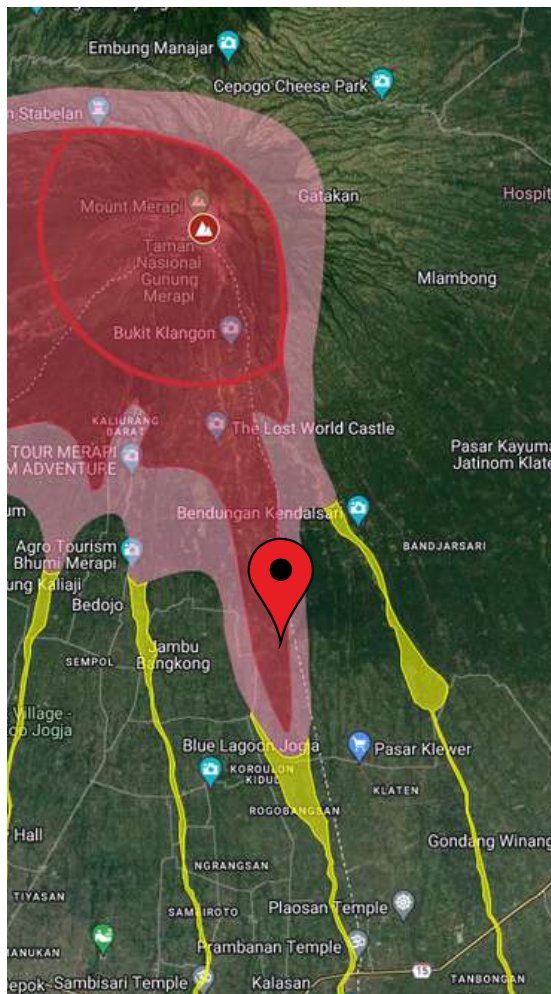 Embung Manajar
Cepogo Cheese Park
n Stabelan
Mount Merapi
Gatakan
Hospit
Taman
Nasional
Gunung
Merapi
Mlambong
Bukit Klangon
KALIURANG
BARAT
The Lost World Castle
TOUR MERAPI
M ADVENTURE
Pasar Kayuma
Jatinom Klate
um
Bendungan Kendalsari
BANDJARSARI
Agro Tourism
Bhumi Merapi
ung Kaliaji
Bedojo
SEMPOL
Jambu
Bangkong
Village -
go Jogja
Blue Lagoon Jogja
Pasar Klewer
KOROULON
KIDUL
KLATEN
ROGOBANGSAN
Hall
Gondang Winang
NGRANGSAN
TIYASAN
SAMBIROTO
Plaosan Temple
MANUKAN
Prambanan Temple
15
epok
Sambisari Temple
Kalasan
TANBONGAN